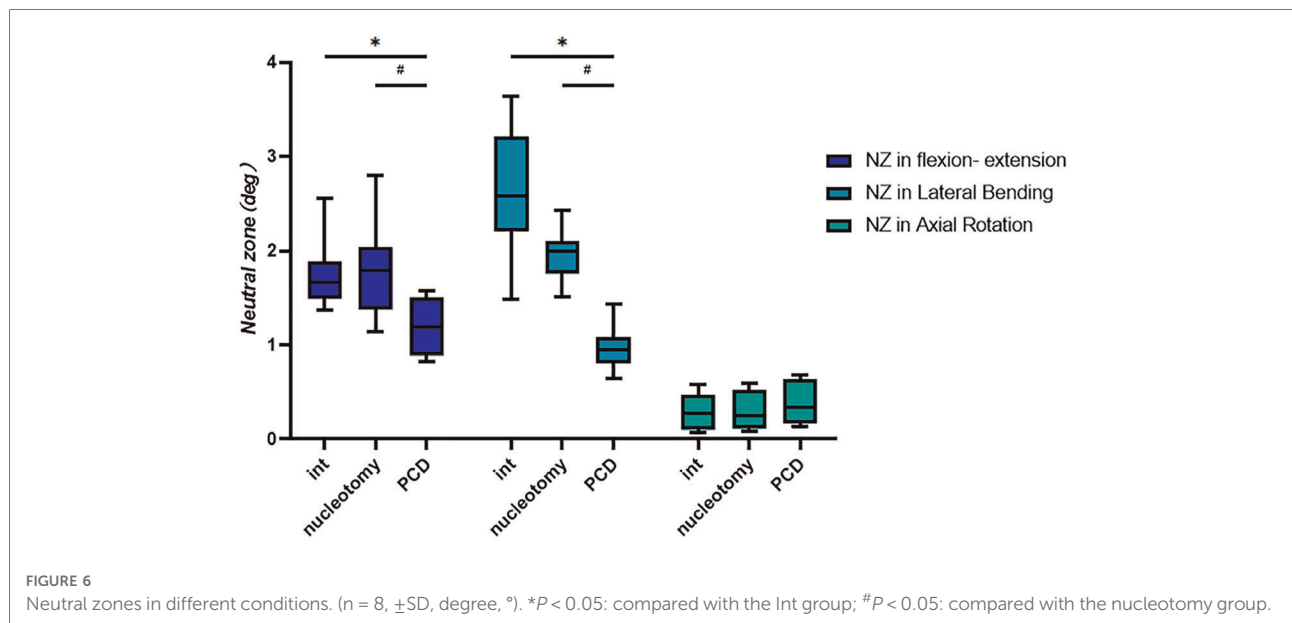 *
#
*
#
4
3
2
1
0
Neutral zone (deg)
int
nucleotomy
PCD
int
nucleotomy
PCD
int
nucleotomy
PCD
NZ in flexion- extension
NZ in Lateral Bending
NZ in Axial Rotation
FIGURE 6
Neutral zones in different conditions. (n = 8, ±SD, degree, °). *P < 0.05: compared with the Int group; #P < 0.05: compared with the nucleotomy group.